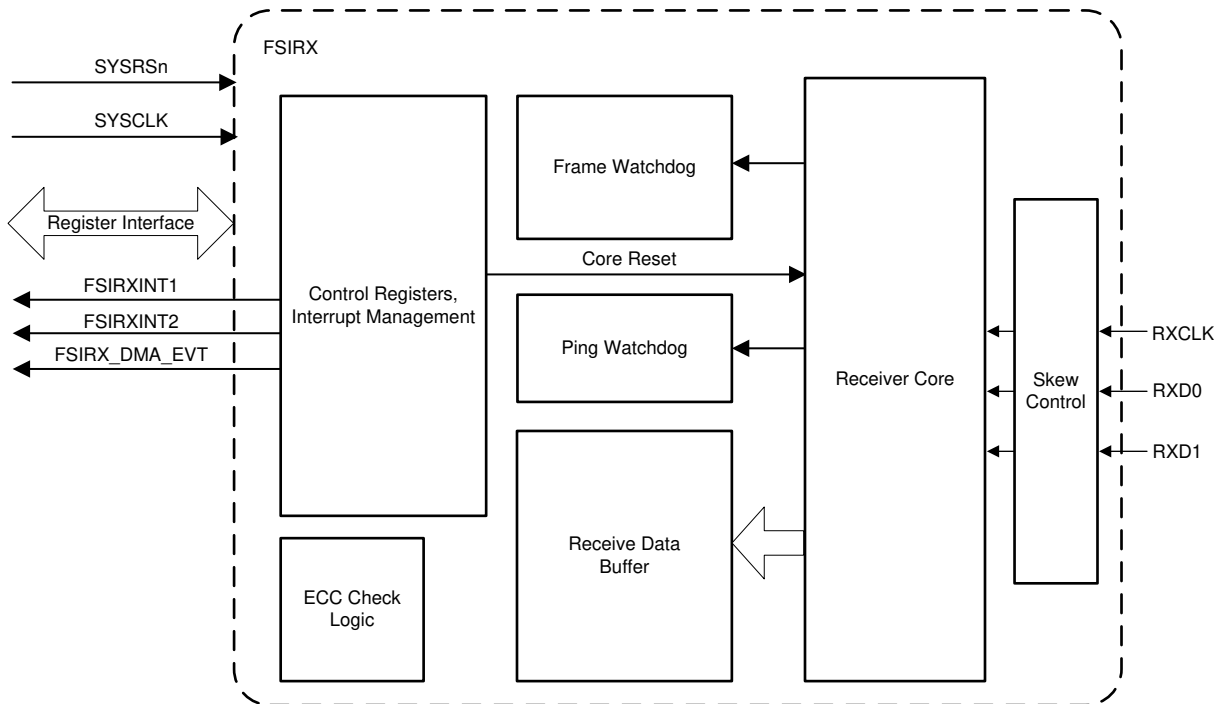 FSIRX
SYSRSn
SYSCLK
Register Interface
FSIRXINT1
FSIRXINT2
FSIRX_DMA_EVT
Control Registers,
Interrupt Management
ECC Check
Logic
Frame Watchdog
Core Reset
Ping Watchdog
Receive Data
Buffer
Receiver Core
Skew
Control
RXCLK
RXD0
RXD1